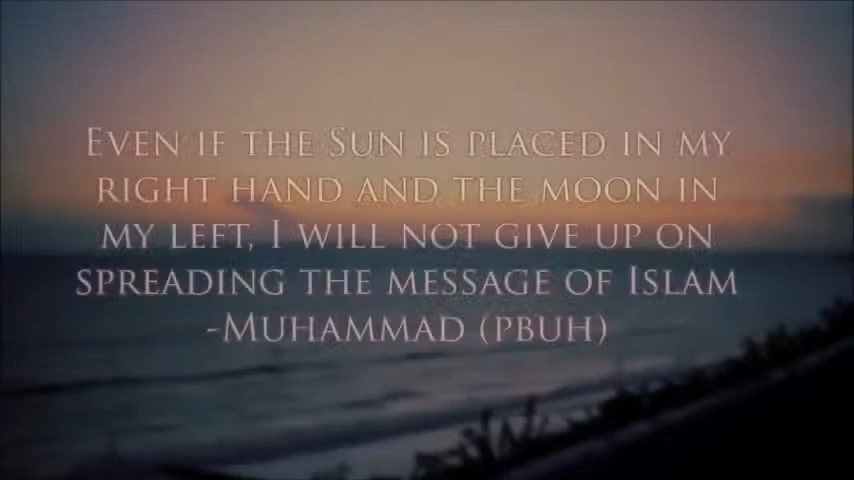 Even if the Sun is placed in my
right hand and the moon in
my left, I will not give up on
spreading the message of Islam
-Muhammad (pbuh)